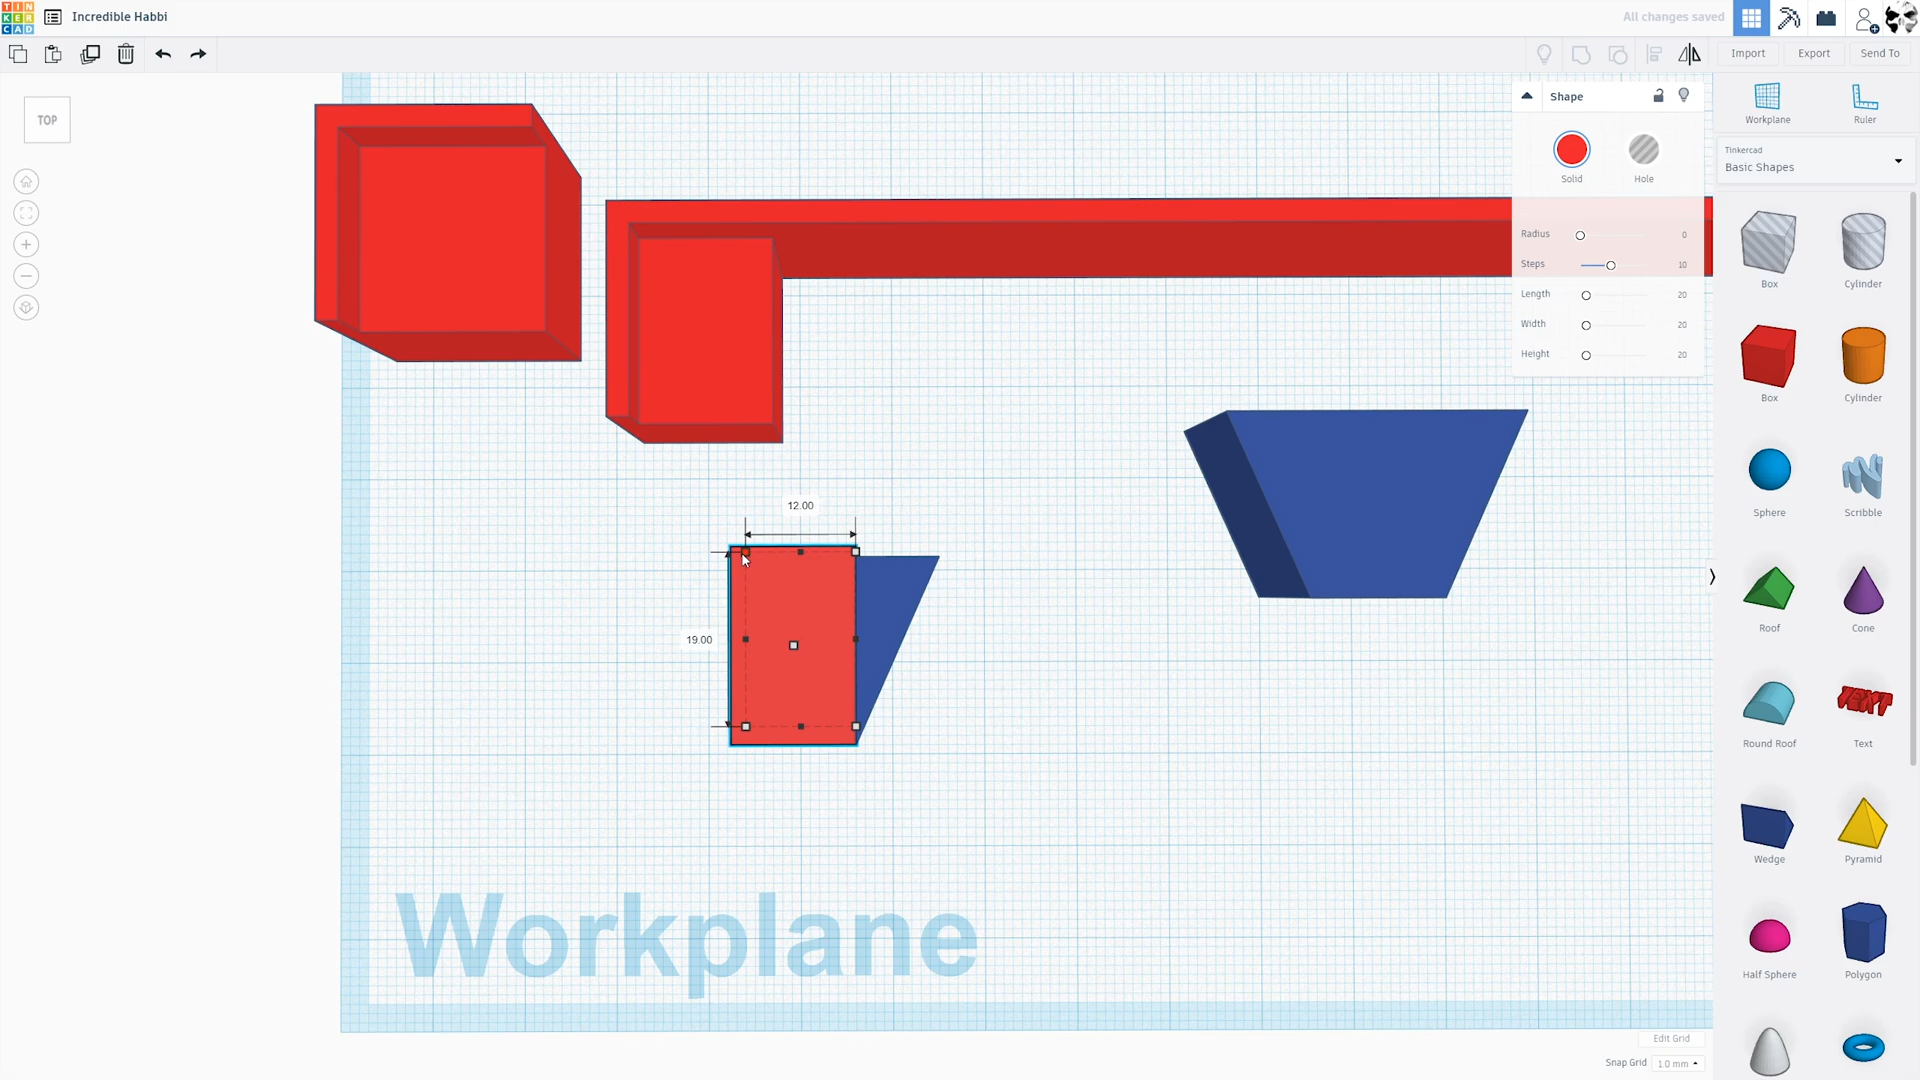 TIN
KER
CAD
Incredible Habbi
All changes saved
Import
Export
Send To
TOP
Shape
Solid
Hole
Radius
0
Steps
10
Length
20
Width
20
Height
20
Workplane
Ruler
Tinkercad
Basic Shapes
Box
Cylinder
Box
Cylinder
Sphere
Scribble
Roof
Cone
TEXT
Round Roof
Text
Wedge
Pyramid
Half Sphere
Polygon
12.00
19.00
Workplane
Edit Grid
Snap Grid
1.0 mm